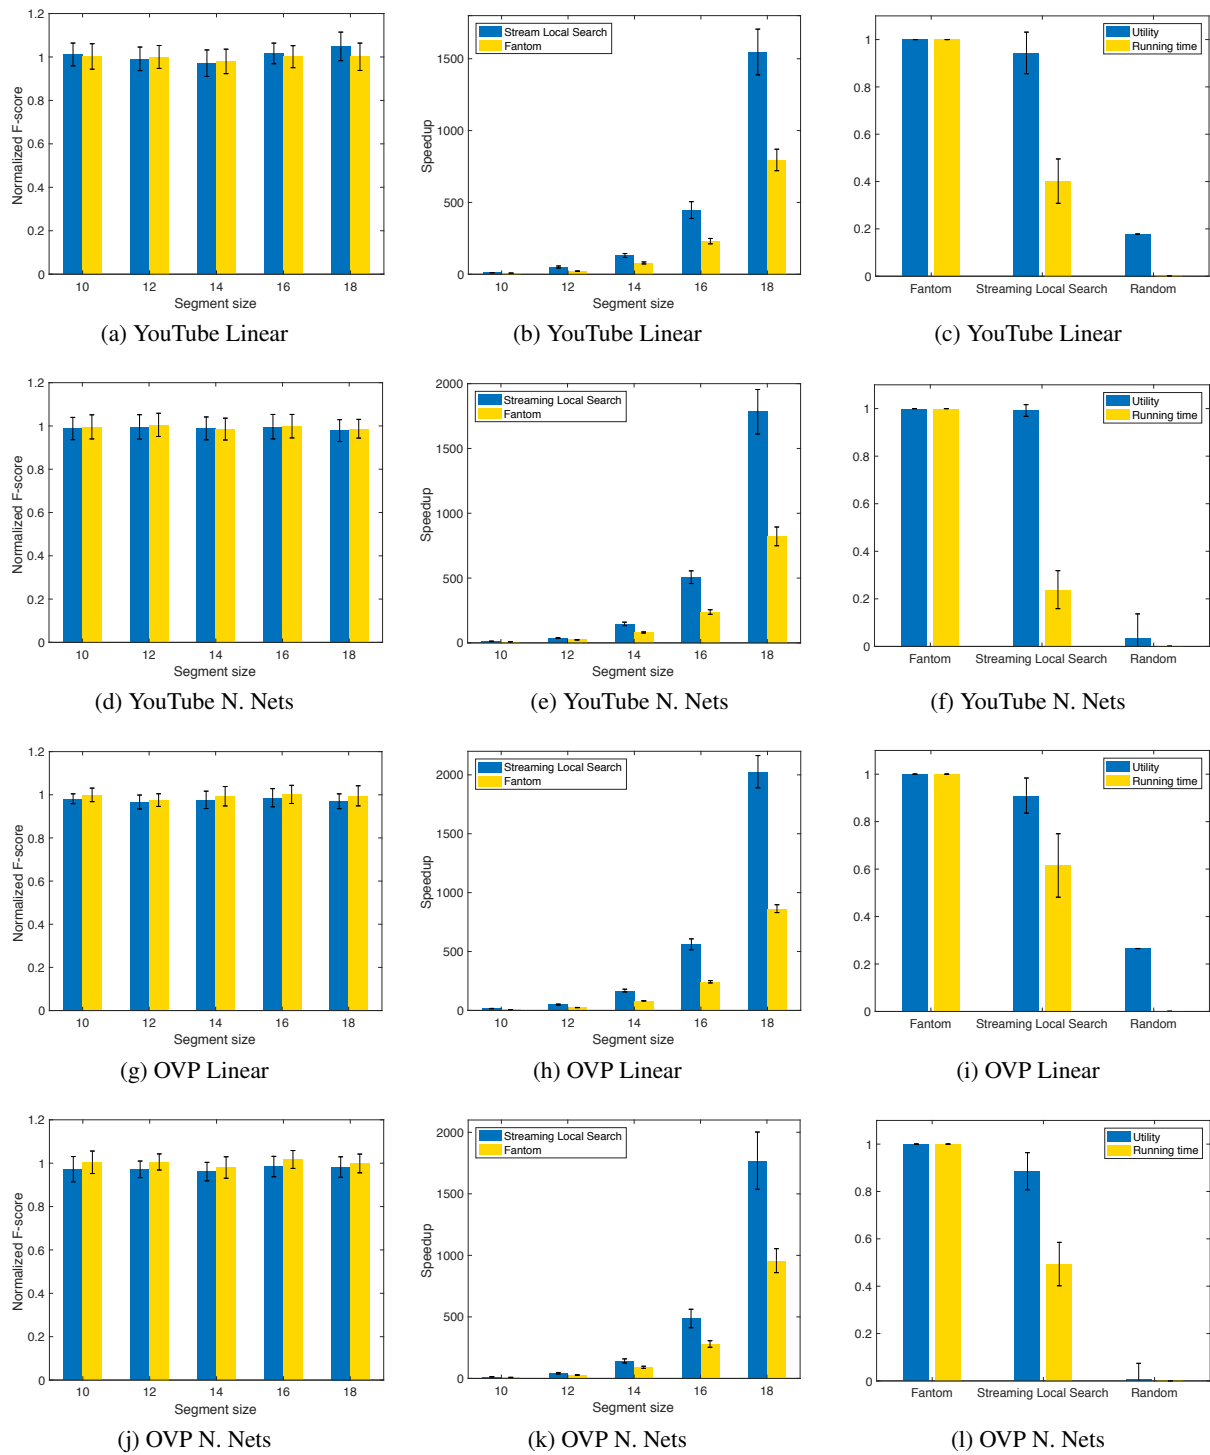 1.2
1
0.8
0.6
0.4
0.2
0
Normalized F-score
10 12 14 16 18
Segment size
(a) YouTube Linear
Stream Local Search
Fantom
1500
1000
500
0
Speedup
10 12 14 16 18
Segment size
(b) YouTube Linear
Utility
Running time
1
0.8
0.6
0.4
0.2
0
Fantom Streaming Local Search Random
(c) YouTube Linear
1.2
1
0.8
0.6
0.4
0.2
0
Normalized F-score
10 12 14 16 18
Segment size
(d) YouTube N. Nets
Streaming Local Search
Fantom
2000
1500
1000
500
0
Speedup
10 12 14 16 18
Segment size
(e) YouTube N. Nets
Utility
Running time
1
0.8
0.6
0.4
0.2
0
Fantom Streaming Local Search Random
(f) YouTube N. Nets
1.2
1
0.8
0.6
0.4
0.2
0
Normalized F-score
10 12 14 16 18
Segment size
(g) OVP Linear
Streaming Local Search
Fantom
2000
1500
1000
500
0
Speedup
10 12 14 16 18
Segment size
(h) OVP Linear
Utility
Running time
1
0.8
0.6
0.4
0.2
0
Fantom Streaming Local Search Random
(i) OVP Linear
1.2
1
0.8
0.6
0.4
0.2
0
Normalized F-score
10 12 14 16 18
Segment size
(j) OVP N. Nets
Streaming Local Search
Fantom
2000
1500
1000
500
0
Speedup
10 12 14 16 18
Segment size
(k) OVP N. Nets
Utility
Running time
1
0.8
0.6
0.4
0.2
0
Fantom Streaming Local Search Random
(l) OVP N. Nets